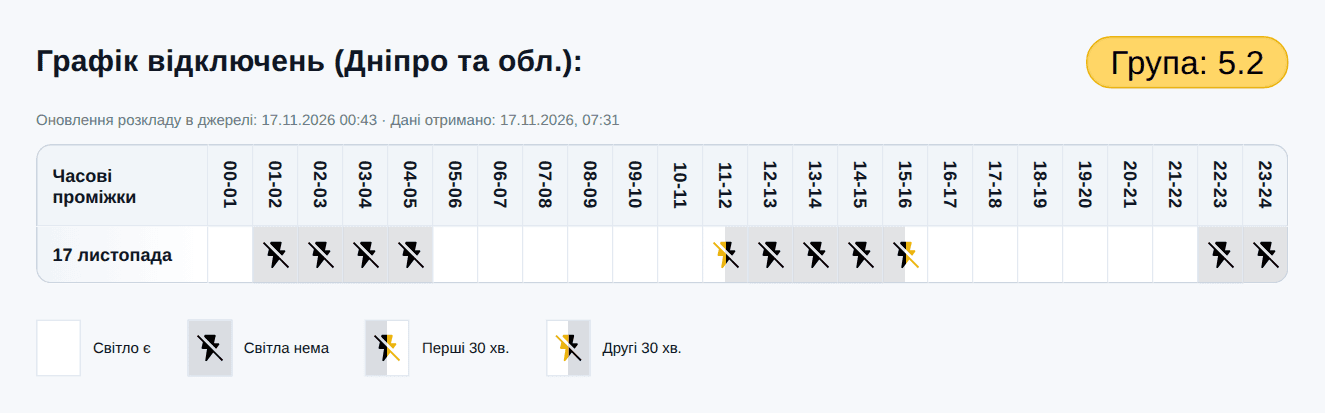 Графік відключень (Дніпро та обл.):
Група: 5.2
Оновлення розкладу в джерелі: 17.11.2026 00:43 · Дані отримано: 17.11.2026, 07:31
Часові
проміжки
00-01
01-02
02-03
03-04
04-05
05-06
06-07
07-08
08-09
09-10
10-11
11-12
12-13
13-14
14-15
15-16
16-17
17-18
18-19
19-20
20-21
21-22
22-23
23-24
17 листопада
Світло є
Світла нема
Перші 30 хв.
Другі 30 хв.